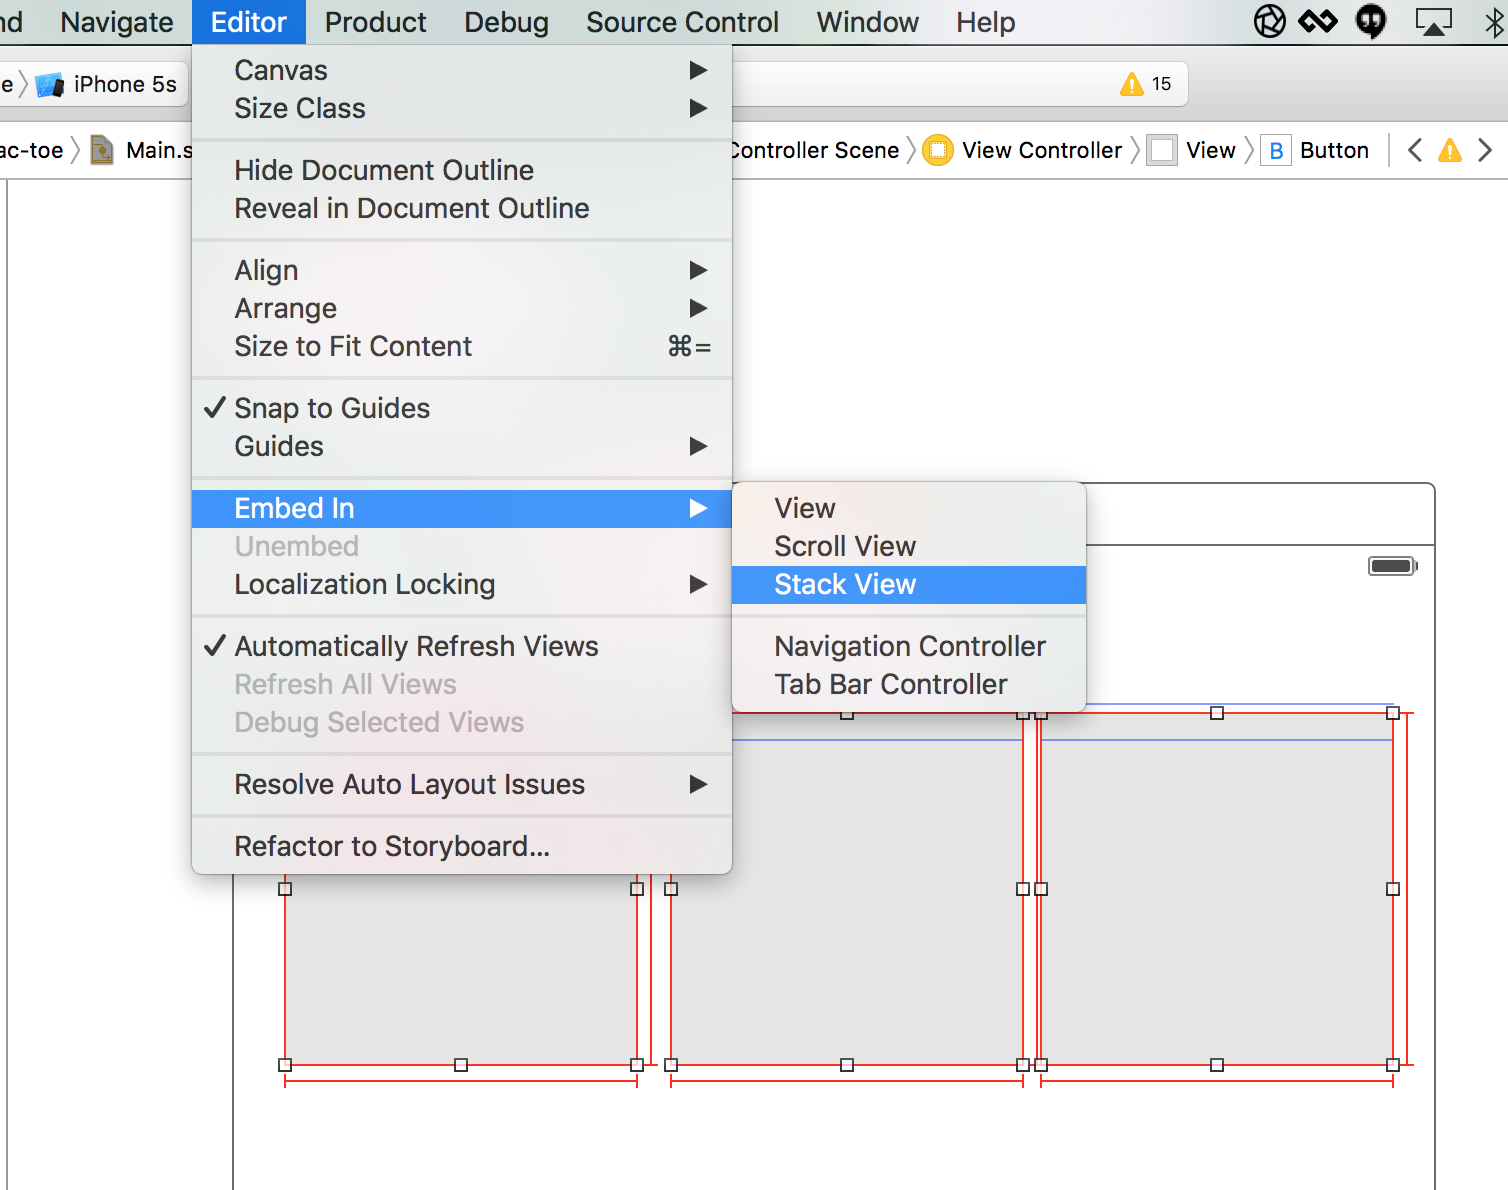 nd Navigate Editor Product Debug Source Control Window Help
e iPhone 5s 15
ac-toe Main.s Controller Scene View Controller View B Button
Canvas
Size Class
Hide Document Outline
Reveal in Document Outline
Align
Arrange
Size to Fit Content ⌘=
Snap to Guides
Guides
Embed In
Unembed
Localization Locking
Automatically Refresh Views
Refresh All Views
Debug Selected Views
Resolve Auto Layout Issues
Refactor to Storyboard...
View
Scroll View
Stack View
Navigation Controller
Tab Bar Controller